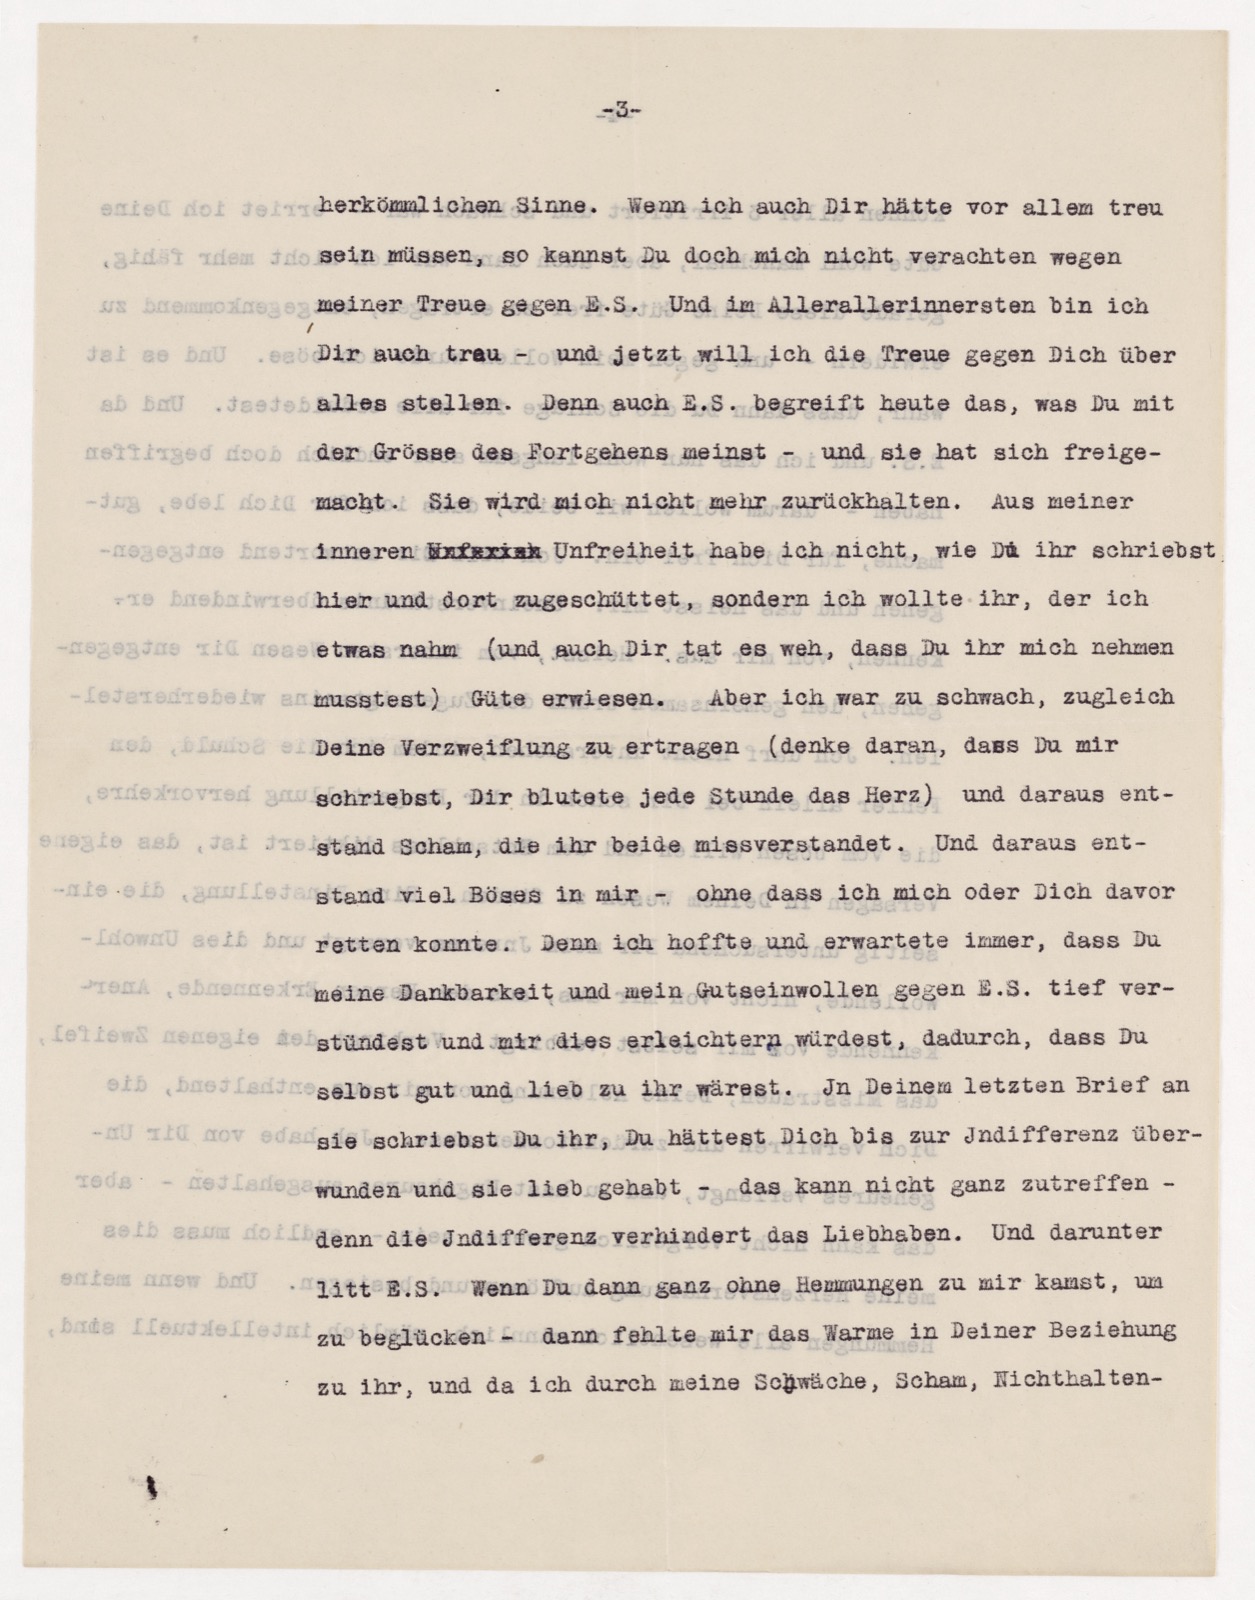 -3-
herkömmlichen Sinne. Wenn ich auch Dir hätte vor allem treu
sein müssen, so kannst Du doch mich nicht verachten wegen
meiner Treue gegen E.S. Und im Allerallerinnersten bin ich
Dir auch treu - und jetzt will ich die Treue gegen Dich über
alles stellen. Denn auch E.S. begreift heute das, was Du mit
der Grösse des Fortgehens meinst - und sie hat sich freige-
macht. Sie wird mich nicht mehr zurückhalten. Aus meiner
inneren Unfreiheit habe ich nicht, wie Du ihr schriebst
hier und dort zugeschüttet, sondern ich wollte ihr, der ich
etwas nahm (und auch Dir tat es weh, dass Du ihr mich nehmen
musstest) Güte erwiesen. Aber ich war zu schwach, zugleich
Deine Verzweiflung zu ertragen (denke daran, dass Du mir
schriebst, Dir blutete jede Stunde das Herz) und daraus ent-
stand Scham, die ihr beide missverstandet. Und daraus ent-
stand viel Böses in mir - ohne dass ich mich oder Dich davor
retten konnte. Denn ich hoffte und erwartete immer, dass Du
meine Dankbarkeit und mein Gutseinwollen gegen E.S. tief ver-
stündest und mir dies erleichtern würdest, dadurch, dass Du
selbst gut und lieb zu ihr wärest. Jn Deinem letzten Brief an
sie schriebst Du ihr, Du hättest Dich bis zur Jndifferenz über-
wunden und sie lieb gehabt - das kann nicht ganz zutreffen -
denn die Jndifferenz verhindert das Liebhaben. Und darunter
litt E.S. Wenn Du dann ganz ohne Hemmungen zu mir kamst, um
zu beglücken - dann fehlte mir das Warme in Deiner Beziehung
zu ihr, und da ich durch meine Schwäche, Scham, Nichthalten-